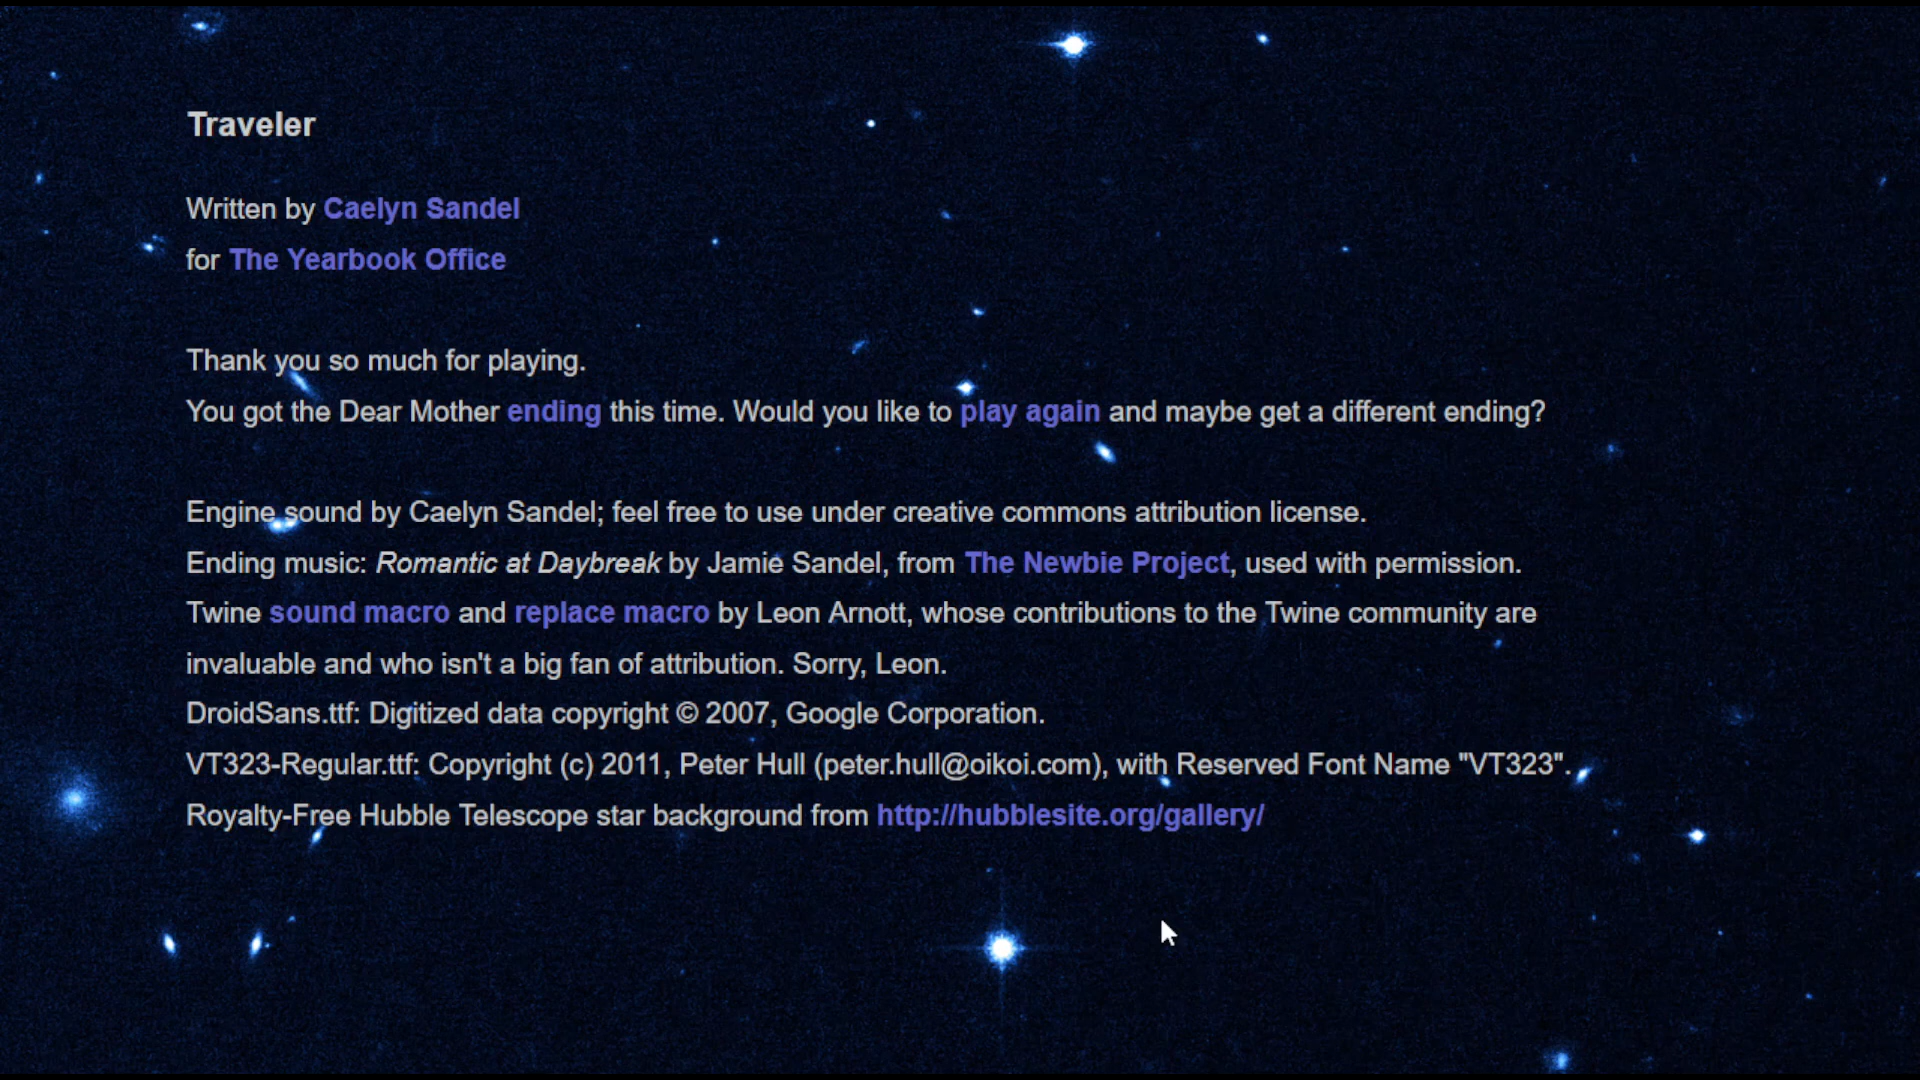 Traveler
Written by Caelyn Sandel
for The Yearbook Office
Thank you so much for playing.
You got the Dear Mother ending this time. Would you like to play again and maybe get a different ending?
Engine sound by Caelyn Sandel; feel free to use under creative commons attribution license.
Ending music: Romantic at Daybreak by Jamie Sandel, from The Newbie Project, used with permission.
Twine sound macro and replace macro by Leon Arnott, whose contributions to the Twine community are
invaluable and who isn't a big fan of attribution. Sorry, Leon.
DroidSans.ttf: Digitized data copyright © 2007, Google Corporation.
VT323-Regular.ttf: Copyright (c) 2011, Peter Hull (peter.hull@oikoi.com), with Reserved Font Name "VT323".
Royalty-Free Hubble Telescope star background from http://hubblesite.org/gallery/